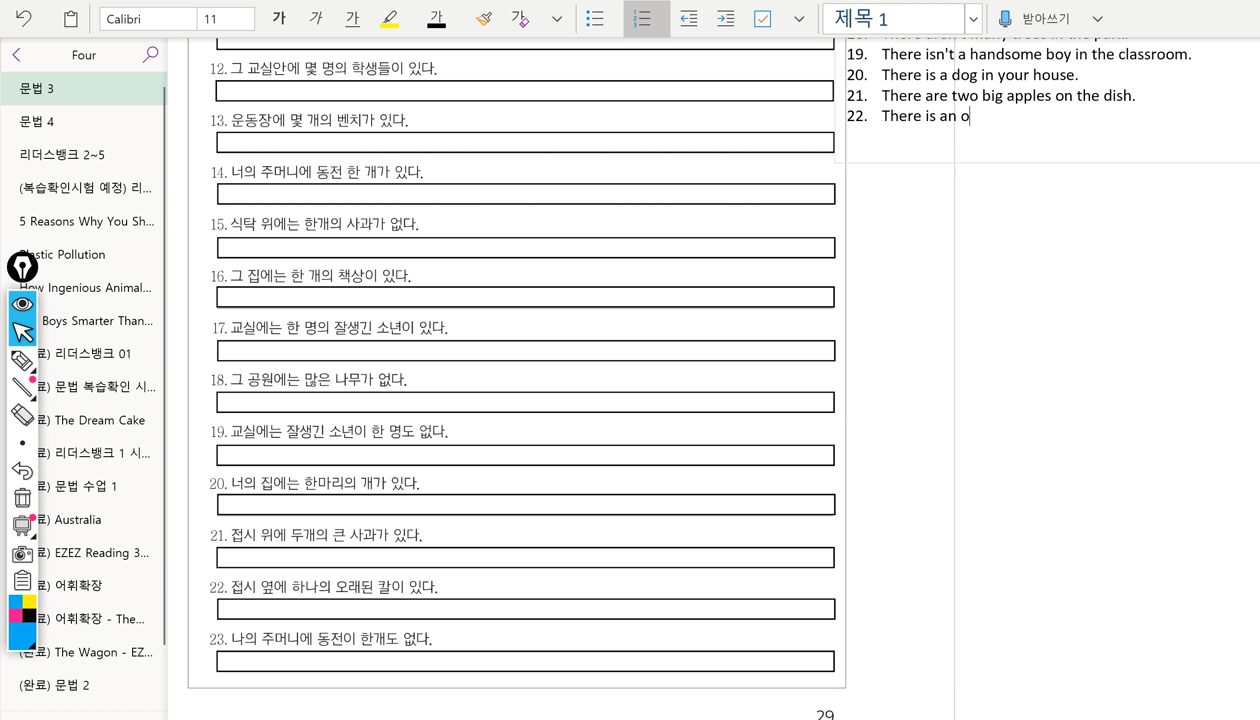 Calibri
11
가
가
가
가
가
제목 1
받아쓰기
Four
문법 3
문법 4
리더스뱅크 2~5
(복습확인시험 예정) 리...
5 Reasons Why You Sh...
Plastic Pollution
How Ingenious Animal...
Boys Smarter Than...
료) 리더스뱅크 01
료) 문법 복습확인 시...
료) The Dream Cake
료) 리더스뱅크 1 시...
료) 문법 수업 1
료) Australia
료) EZEZ Reading 3...
료) 어휘확장
료) 어휘확장 - The...
(완료) The Wagon - EZ...
(완료) 문법 2
12. 그 교실안에 몇 명의 학생들이 있다.
13. 운동장에 몇 개의 벤치가 있다.
14. 너의 주머니에 동전 한 개가 있다.
15. 식탁 위에는 한개의 사과가 없다.
16. 그 집에는 한 개의 책상이 있다.
17. 교실에는 한 명의 잘생긴 소년이 있다.
18. 그 공원에는 많은 나무가 없다.
19. 교실에는 잘생긴 소년이 한 명도 없다.
20. 너의 집에는 한마리의 개가 있다.
21. 접시 위에 두개의 큰 사과가 있다.
22. 접시 옆에 하나의 오래된 칼이 있다.
23. 나의 주머니에 동전이 한개도 없다.
29
19. There isn't a handsome boy in the classroom.
20. There is a dog in your house.
21. There are two big apples on the dish.
22. There is an o